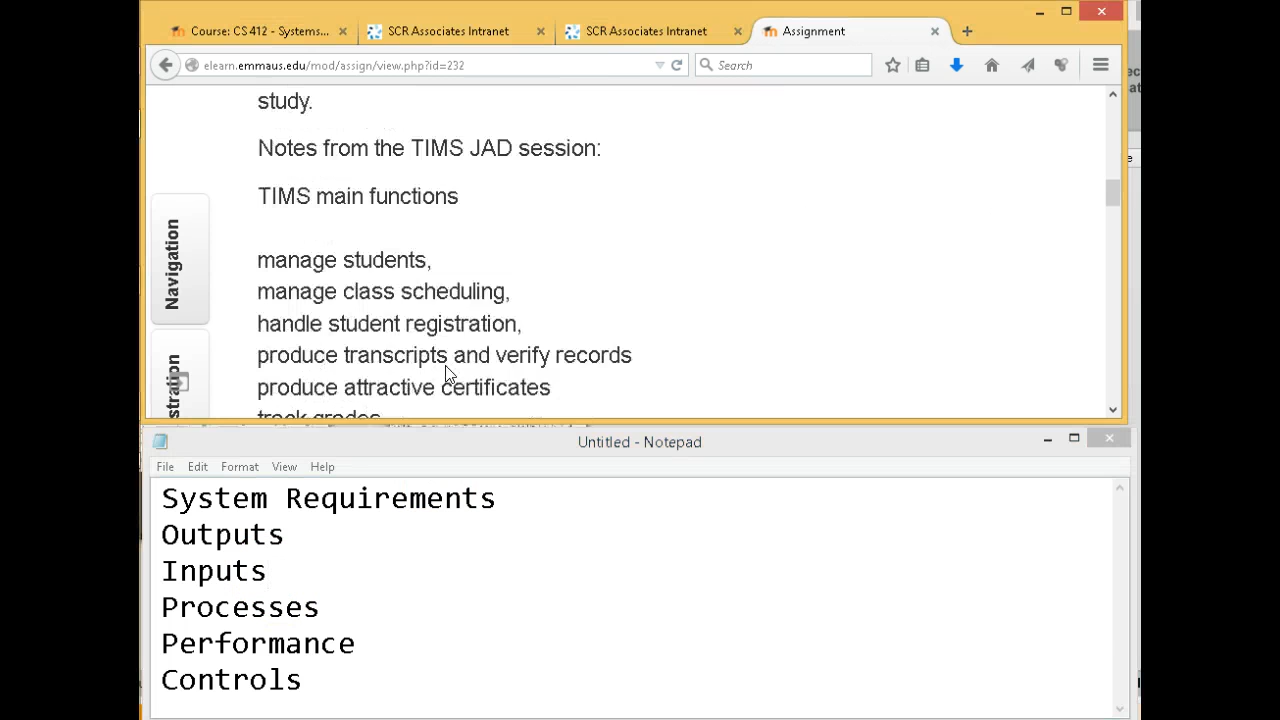 Course: CS 412 - Systems...
SCR Associates Intranet
SCR Associates Intranet
Assignment
elearn.emmaus.edu/mod/assign/view.php?id=232
Search
study.
Notes from the TIMS JAD session:
TIMS main functions
manage students,
manage class scheduling,
handle student registration,
produce transcripts and verify records
produce attractive certificates
track grades
Navigation
stration
Untitled - Notepad
File Edit Format View Help
System Requirements
Outputs
Inputs
Processes
Performance
Controls